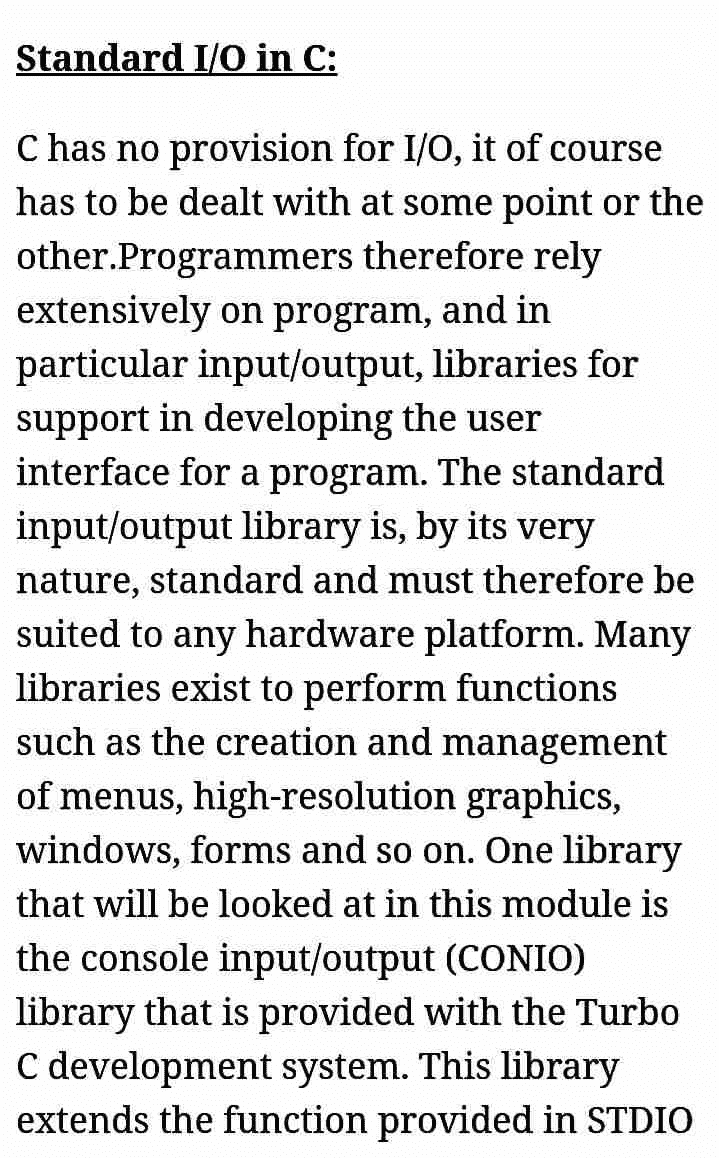 Standard I/O in C:
C has no provision for I/O, it of course
has to be dealt with at some point or the
other.Programmers therefore rely
extensively on program, and in
particular input/output, libraries for
support in developing the user
interface for a program. The standard
input/output library is, by its very
nature, standard and must therefore be
suited to any hardware platform. Many
libraries exist to perform functions
such as the creation and management
of menus, high-resolution graphics,
windows, forms and so on. One library
that will be looked at in this module is
the console input/output (CONIO)
library that is provided with the Turbo
C development system. This library
extends the function provided in STDIO